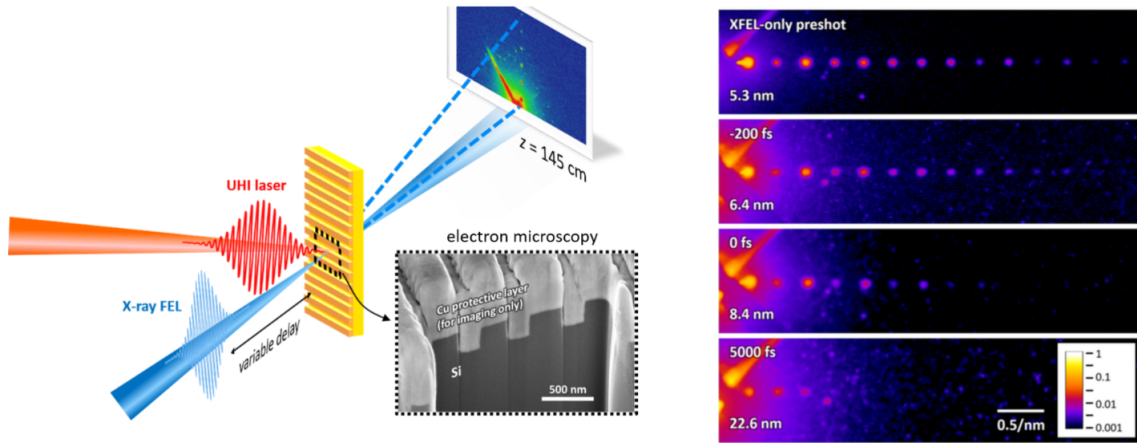 UHI laser
X-ray FEL
variable delay
z = 145 cm
electron microscopy
Cu protective layer
(for imaging only)
Si
500 nm
XFEL-only preshot
5.3 nm
-200 fs
6.4 nm
0 fs
8.4 nm
5000 fs
22.6 nm
0.5/nm
1
0.1
0.01
0.001